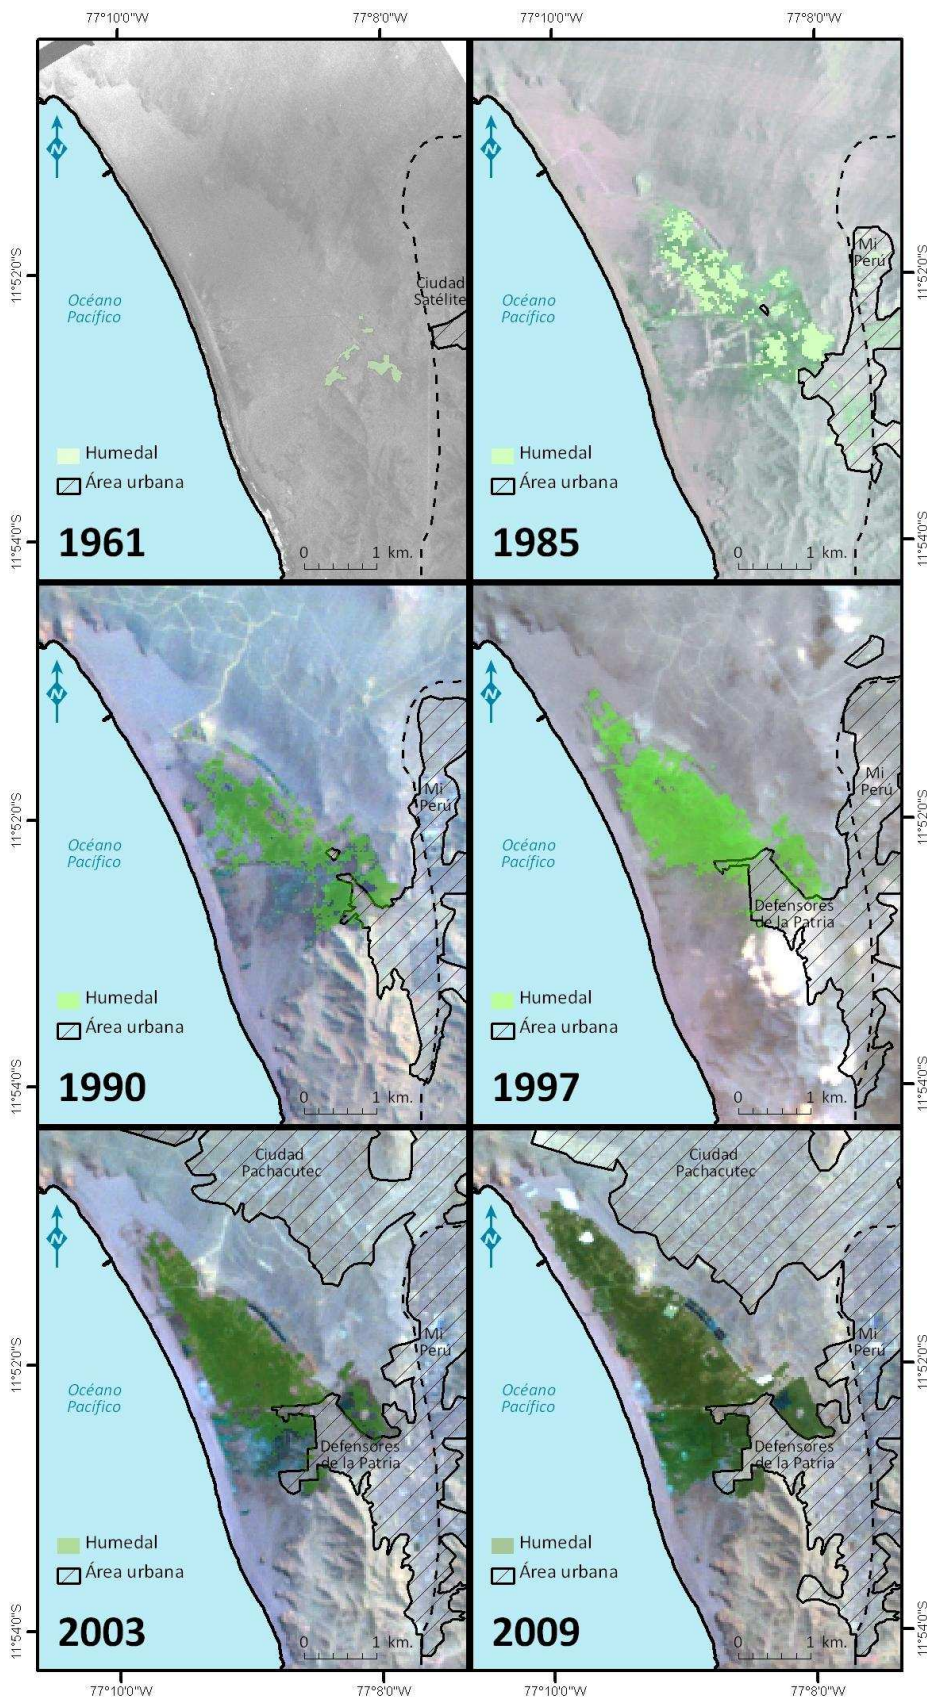 77°10'0"W
77°8'0"W
77°10'0"W
77°8'0"W
11°52'0"S
11°54'0"S
N
Océano
Pacífico
Ciudad
Satélite
Humedal
Área urbana
1961
0 1 km.
N
Océano
Pacífico
Mi
Perú
Humedal
Área urbana
1985
0 1 km.
11°52'0"S
11°54'0"S
11°52'0"S
11°54'0"S
N
Océano
Pacífico
Mi
Perú
Humedal
Área urbana
1990
0 1 km.
N
Océano
Pacífico
Mi
Perú
Defensores
de la Patria
Humedal
Área urbana
1997
0 1 km.
11°52'0"S
11°54'0"S
11°52'0"S
11°54'0"S
Ciudad
Pachacutec
N
Océano
Pacífico
Mi
Perú
Defensores
de la Patria
Humedal
Área urbana
2003
0 1 km.
Ciudad
Pachacutec
N
Océano
Pacífico
Mi
Perú
Defensores
de la Patria
Humedal
Área urbana
2009
0 1 km.
11°52'0"S
11°54'0"S
77°10'0"W
77°8'0"W
77°10'0"W
77°8'0"W